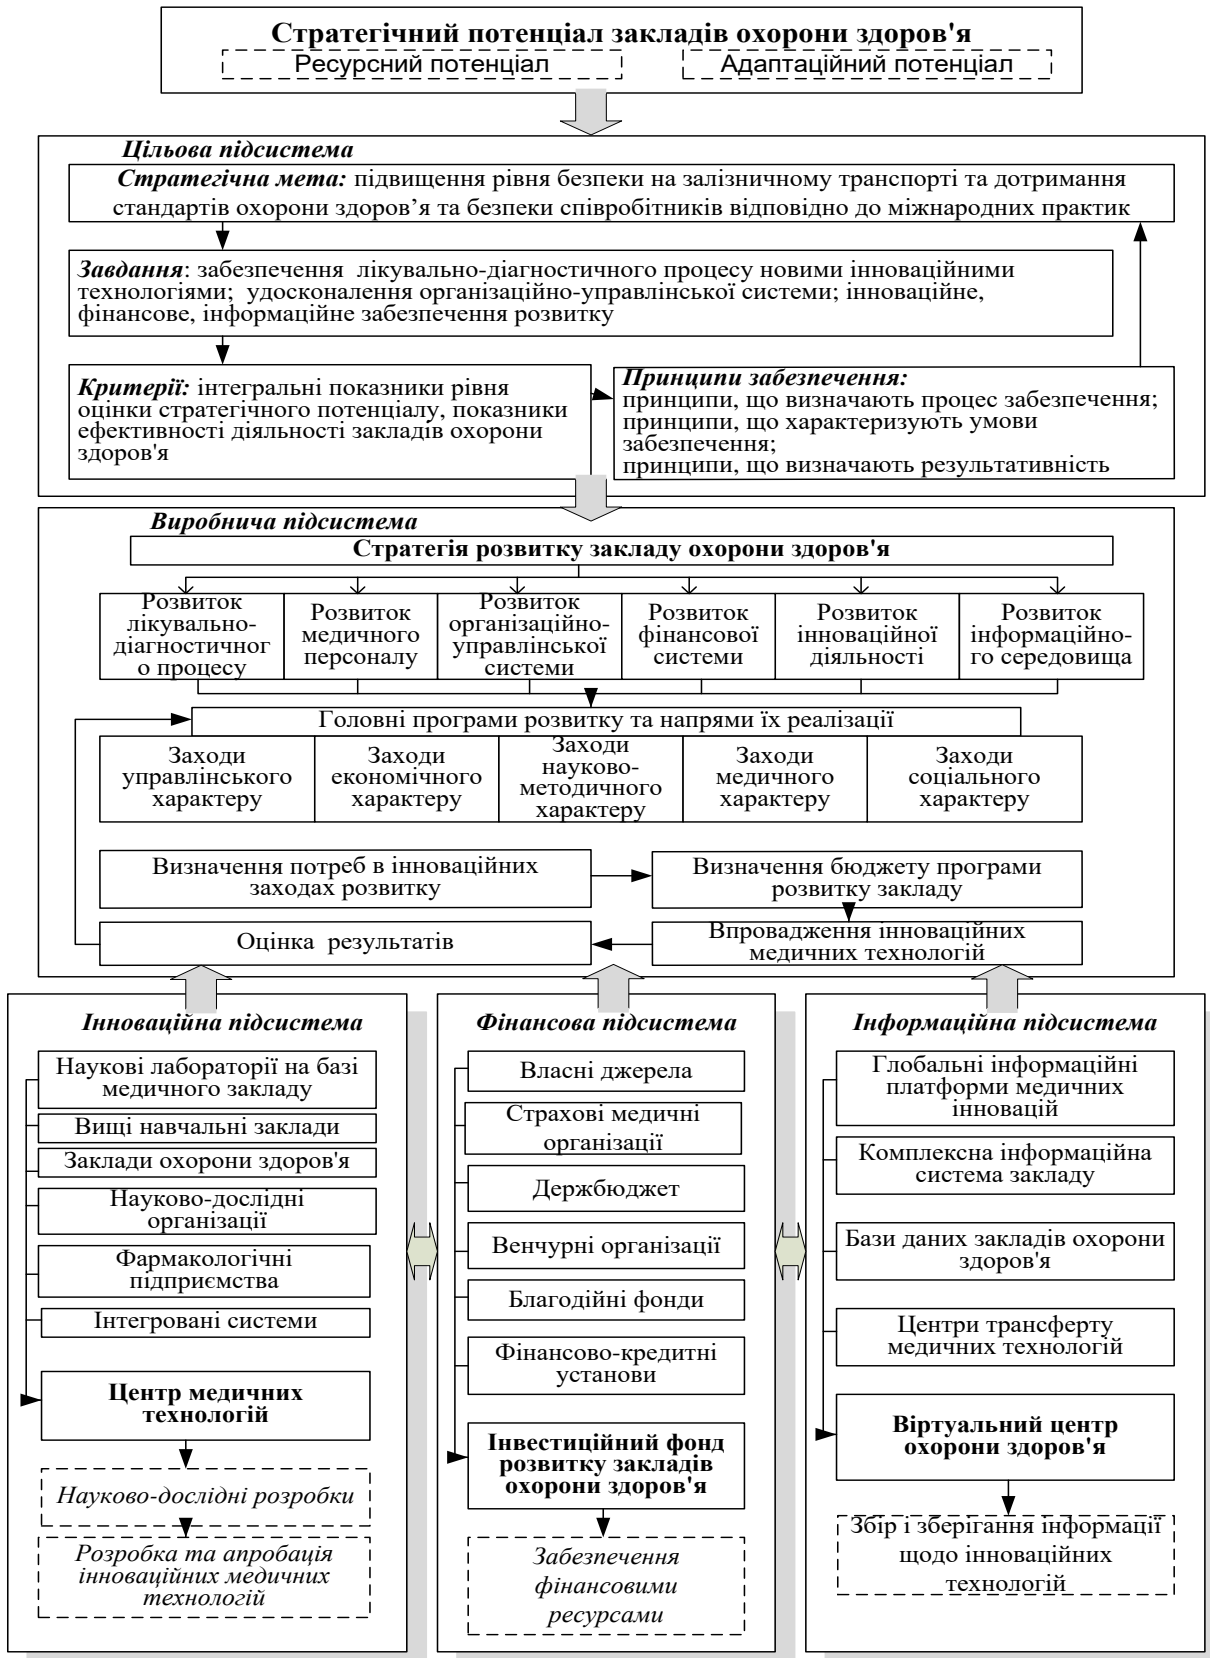 Стратегічний потенціал закладів охорони здоров'я
Ресурсний потенціал
Адаптаційний потенціал
Цільова підсистема
Стратегічна мета: підвищення рівня безпеки на залізничному транспорті та дотримання
стандартів охорони здоров’я та безпеки співробітників відповідно до міжнародних практик
Завдання: забезпечення лікувально-діагностичного процесу новими інноваційними
технологіями; удосконалення організаційно-управлінської системи; інноваційне,
фінансове, інформаційне забезпечення розвитку
Критерії: інтегральні показники рівня
оцінки стратегічного потенціалу, показники
ефективності діяльності закладів охорони
здоров'я
Принципи забезпечення:
принципи, що визначають процес забезпечення;
принципи, що характеризують умови
забезпечення;
принципи, що визначають результативність
Виробнича підсистема
Стратегія розвитку закладу охорони здоров'я
Розвиток
лікувально-
діагностичног
о процесу
Розвиток
медичного
персоналу
Розвиток
організаційно-
управлінської
системи
Розвиток
фінансової
системи
Розвиток
інноваційної
діяльності
Розвиток
інформаційно-
го середовища
Головні програми розвитку та напрями їх реалізації
Заходи
управлінського
характеру
Заходи
економічного
характеру
Заходи
науково-
методичного
характеру
Заходи
медичного
характеру
Заходи
соціального
характеру
Визначення потреб в інноваційних
заходах розвитку
Визначення бюджету програми
розвитку закладу
Оцінка результатів
Впровадження інноваційних
медичних технологій
Інноваційна підсистема
Наукові лабораторії на базі
медичного закладу
Вищі навчальні заклади
Заклади охорони здоров'я
Науково-дослідні
організації
Фармакологічні
підприємства
Інтегровані системи
Центр медичних
технологій
Науково-дослідні розробки
Розробка та апробація
інноваційних медичних
технологій
Фінансова підсистема
Власні джерела
Страхові медичні
організації
Держбюджет
Венчурні організації
Благодійні фонди
Фінансово-кредитні
установи
Інвестиційний фонд
розвитку закладів
охорони здоров'я
Забезпечення
фінансовими
ресурсами
Інформаційна підсистема
Глобальні інформаційні
платформи медичних
інновацій
Комплексна інформаційна
система закладу
Бази даних закладів охорони
здоров'я
Центри трансферту
медичних технологій
Віртуальний центр
охорони здоров'я
Збір і зберігання інформації
щодо інноваційних
технологій